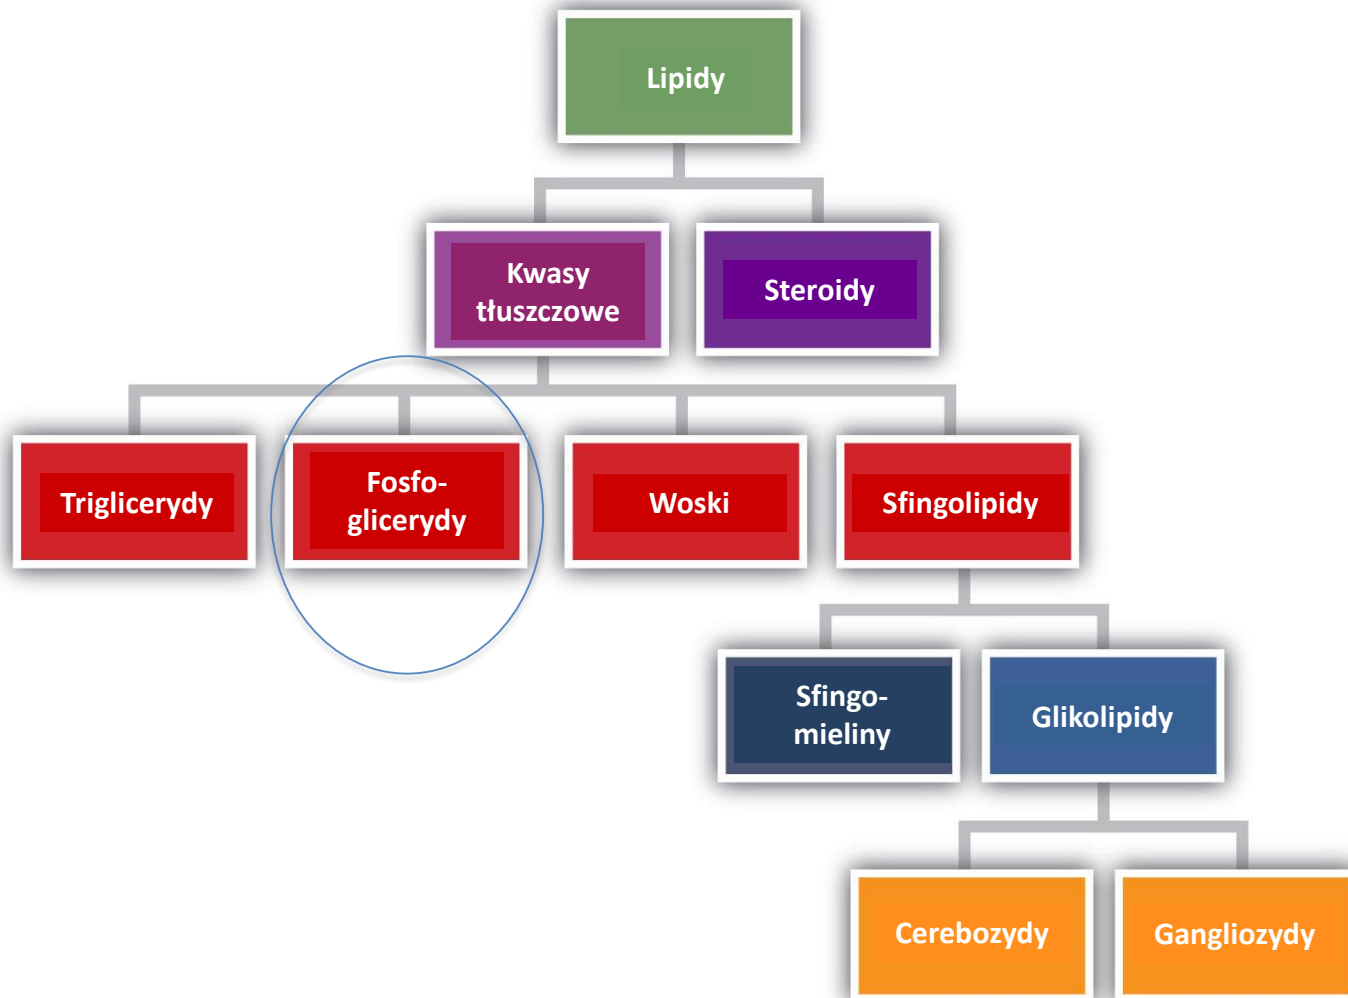 Lipidy
Kwasy
tłuszczowe
Steroidy
Triglicerydy
Fosfo-
glicerydy
Woski
Sfingolipidy
Sfingo-
mieliny
Glikolipidy
Cerebozydy
Gangliozydy